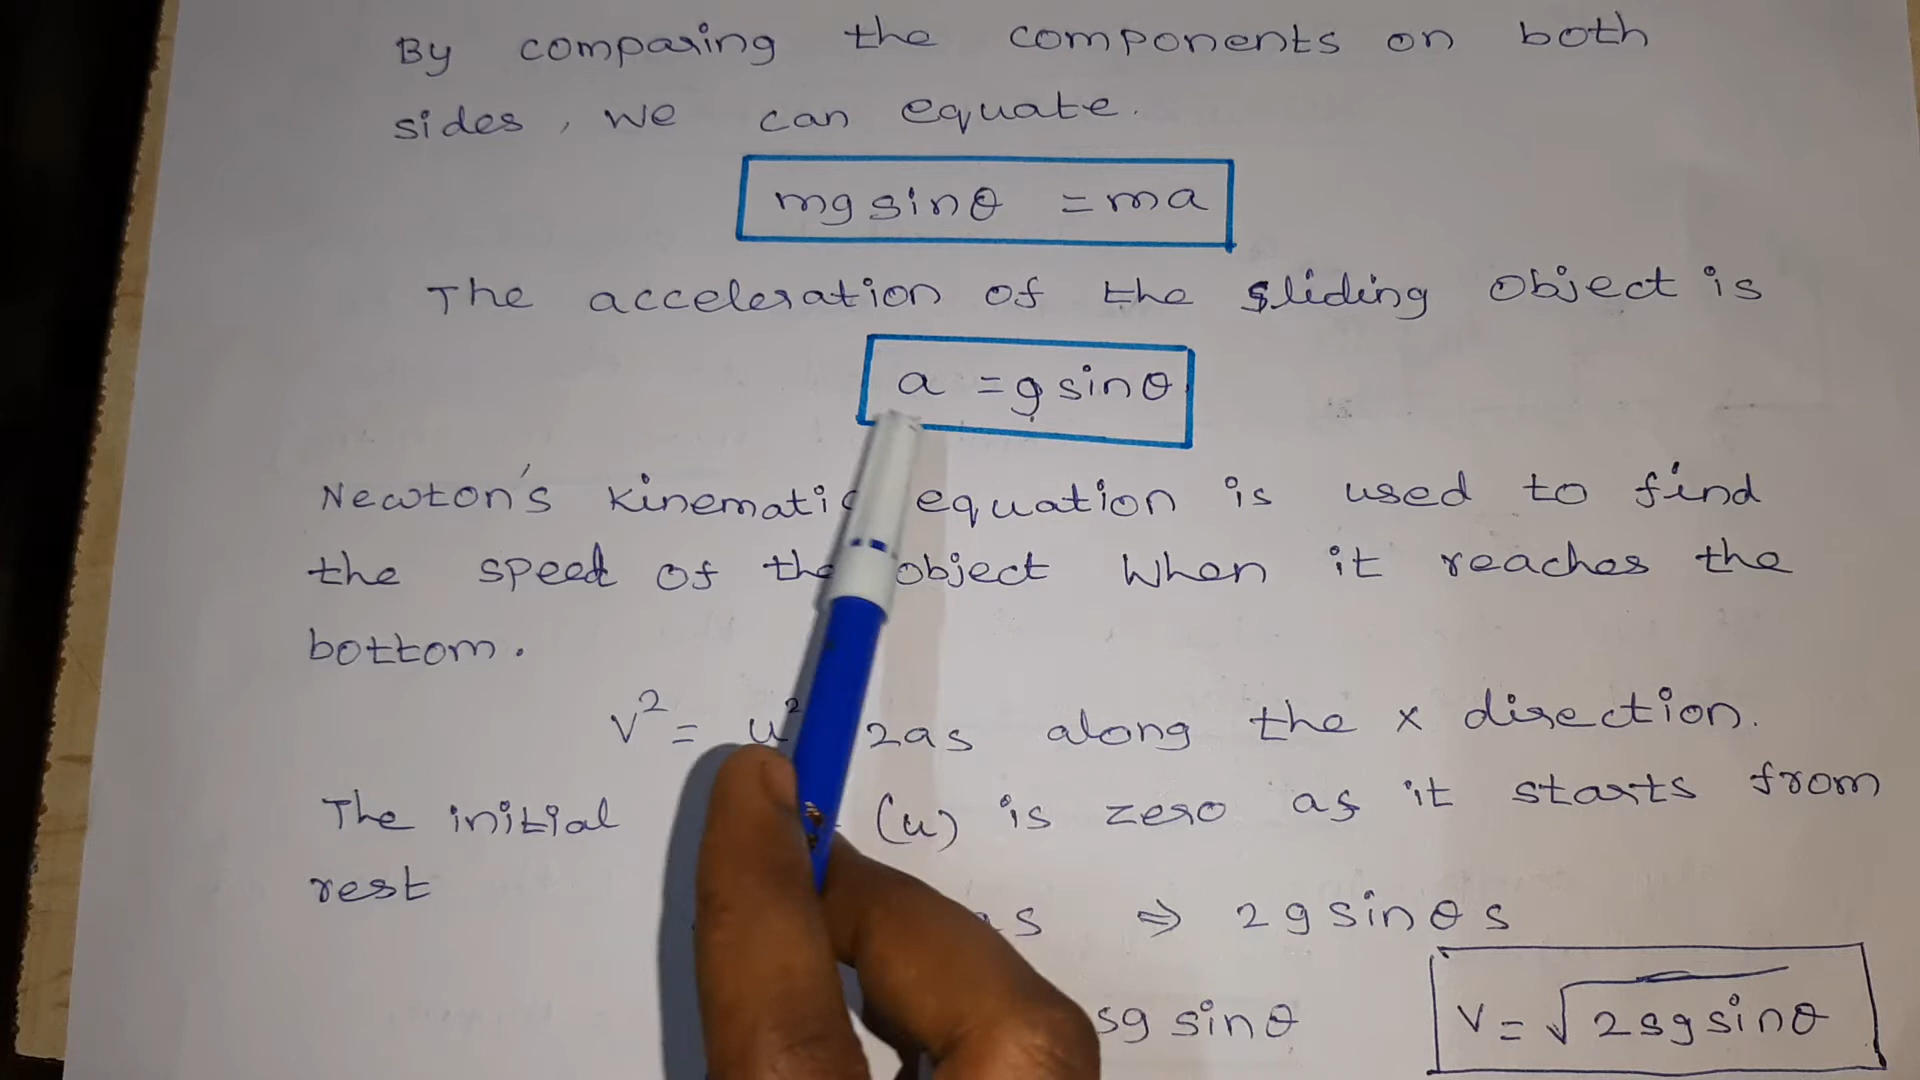 By comparing the components on both
sides, we can equate.
mg sinθ = ma
The acceleration of the sliding object is
a = g sinθ
Newton's kinematic equation is used to find
the speed of the object when it reaches the
bottom.
v² = u² 2as along the x direction.
The initial (u) is zero as it starts from
rest
s ⇒ 2g sinθ s
sg sinθ
v = √2sg sinθ